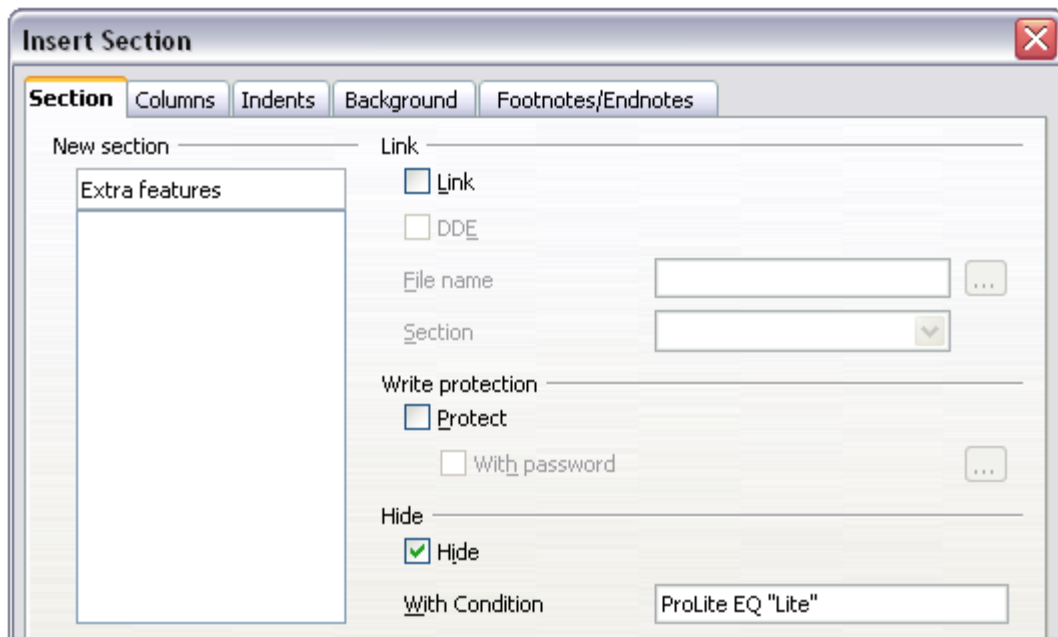 Insert Section
Section Columns Indents Background Footnotes/Endnotes
New section
Extra features
Link
Link
DDE
File name ...
Section
Write protection
Protect
With password ...
Hide
Hide
With Condition ProLite EQ "Lite"